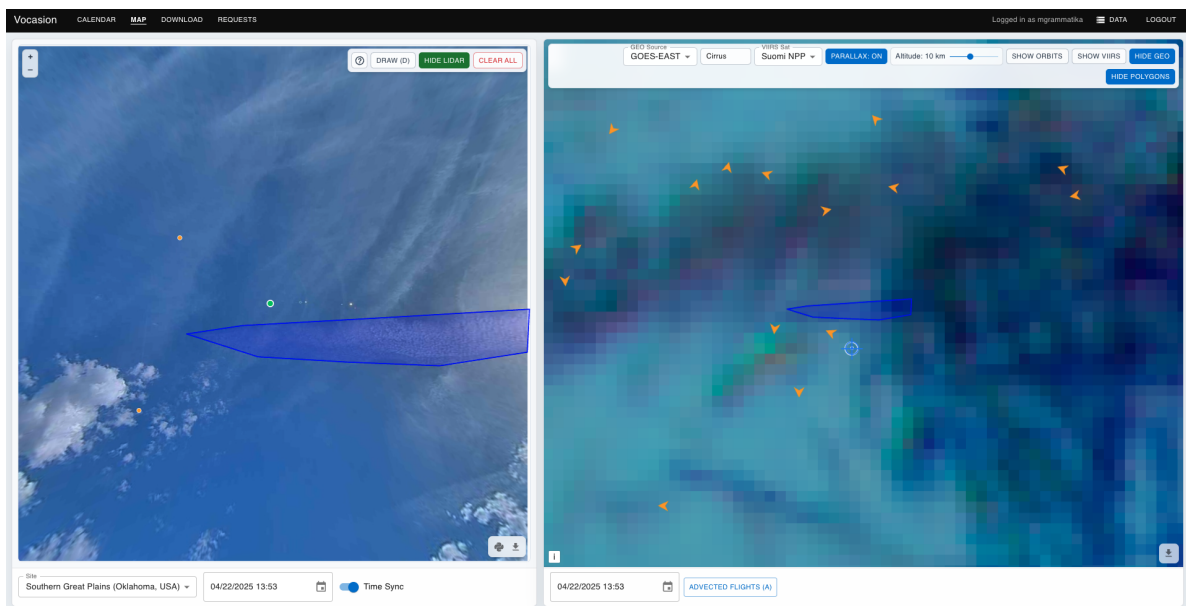 Vocasion CALENDAR MAP DOWNLOAD REQUESTS Logged in as mgrammatika DATA LOGOUT
+
−
? DRAW (D) HIDE LIDAR CLEAR ALL
GEO Source
GOES-EAST
Cirrus
VIIRS Sat
Suomi NPP
PARALLAX: ON Altitude: 10 km SHOW ORBITS SHOW VIIRS HIDE GEO
HIDE POLYGONS
i
Site
Southern Great Plains (Oklahoma, USA) 04/22/2025 13:53 Time Sync
04/22/2025 13:53 ADVECTED FLIGHTS (A)